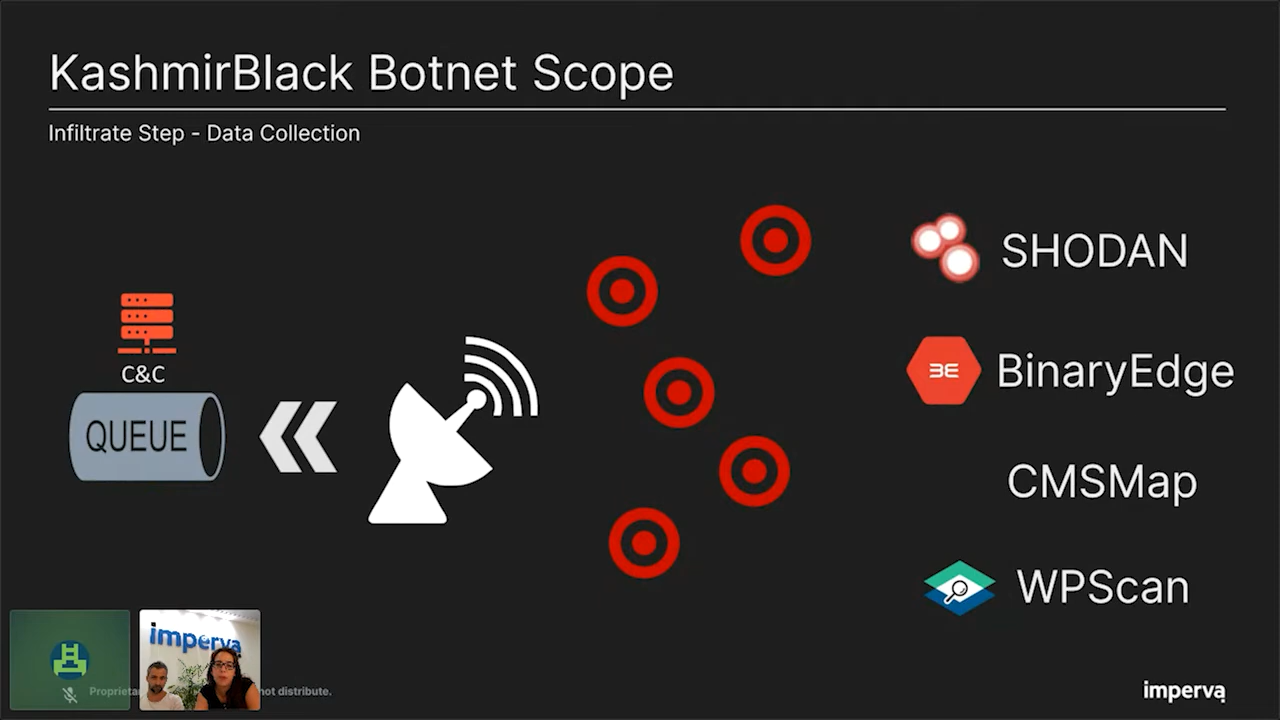 KashmirBlack Botnet Scope
Infiltrate Step - Data Collection
SHODAN
C&C
QUEUE
BinaryEdge
CMSMap
WPScan
imperva
not distribute.
imperva